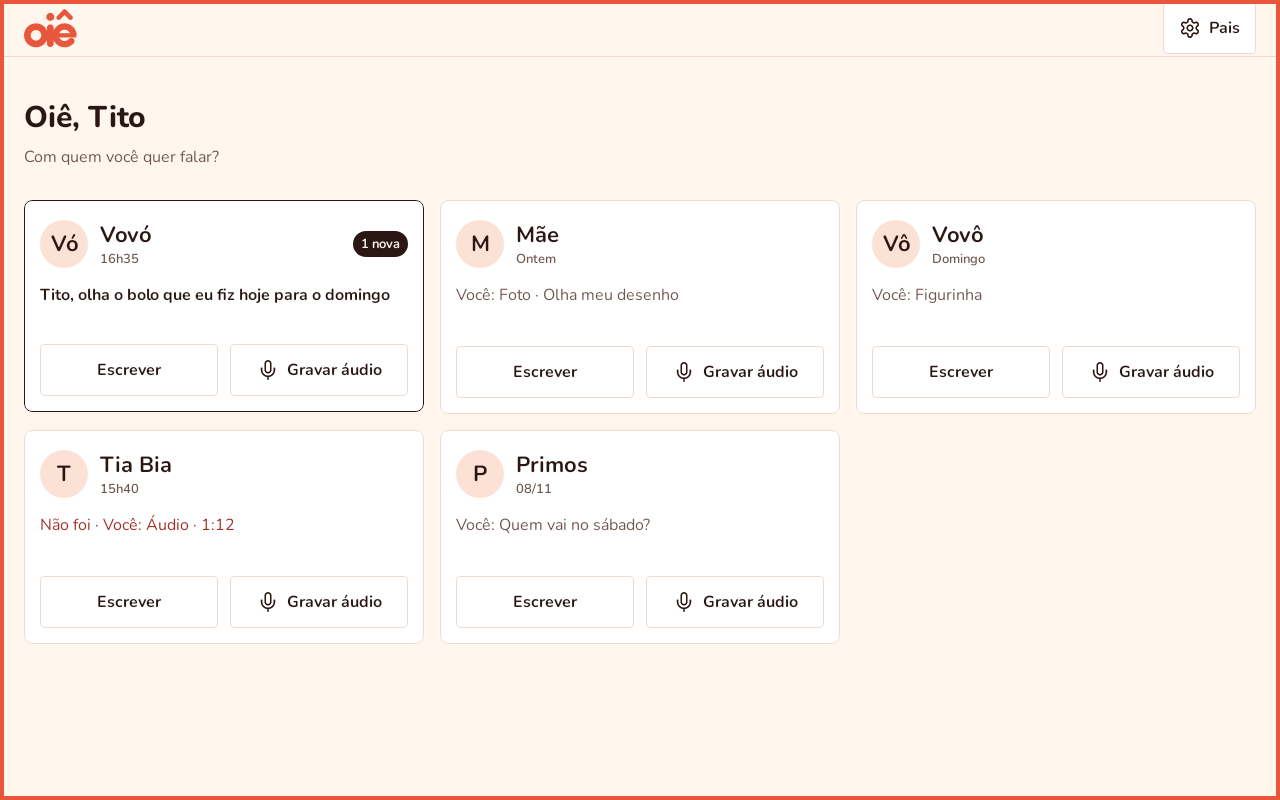 oiê
Pais
Oiê, Tito
Com quem você quer falar?
Vó
Vovó
16h35
1 nova
Tito, olha o bolo que eu fiz hoje para o domingo
Escrever
Gravar áudio
M
Mãe
Ontem
Você: Foto · Olha meu desenho
Escrever
Gravar áudio
Vô
Vovô
Domingo
Você: Figurinha
Escrever
Gravar áudio
T
Tia Bia
15h40
Não foi · Você: Áudio · 1:12
Escrever
Gravar áudio
P
Primos
08/11
Você: Quem vai no sábado?
Escrever
Gravar áudio